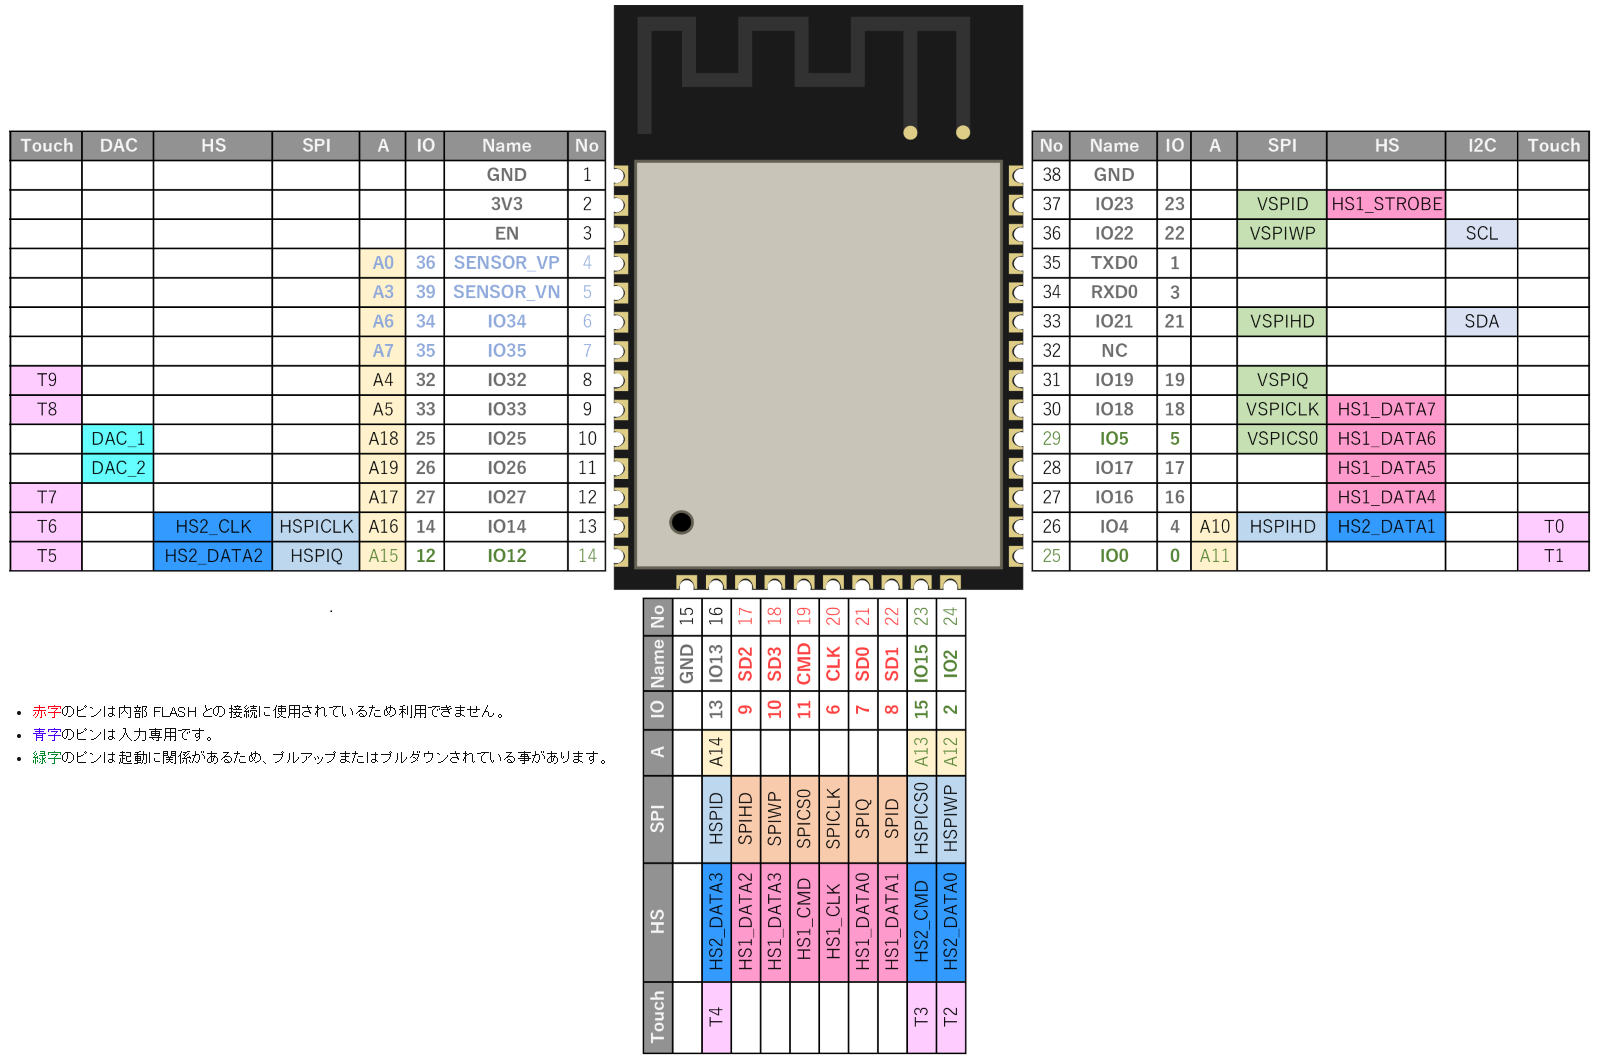 Touch DAC HS SPI A IO Name No
GND 1
3V3 2
EN 3
A0 36 SENSOR_VP 4
A3 39 SENSOR_VN 5
A6 34 IO34 6
A7 35 IO35 7
T9 A4 32 IO32 8
T8 A5 33 IO33 9
DAC_1 A18 25 IO25 10
DAC_2 A19 26 IO26 11
T7 A17 27 IO27 12
T6 HS2_CLK HSPICLK A16 14 IO14 13
T5 HS2_DATA2 HSPIQ A15 12 IO12 14
No Name IO A SPI HS I2C Touch
38 GND
37 IO23 23 VSPID HS1_STROBE
36 IO22 22 VSPIWP SCL
35 TXD0 1
34 RXD0 3
33 IO21 21 VSPIHD SDA
32 NC
31 IO19 19 VSPIQ
30 IO18 18 VSPICLK HS1_DATA7
29 IO5 5 VSPICS0 HS1_DATA6
28 IO17 17 HS1_DATA5
27 IO16 16 HS1_DATA4
26 IO4 4 A10 HSPIHD HS2_DATA1 T0
25 IO0 0 A11 T1
No Name IO A SPI HS Touch
15 GND
16 IO13 13 A14 HSPID HS2_DATA3 T4
17 SD2 9 SPIHD HS1_DATA2
18 SD3 10 SPIWP HS1_DATA3
19 CMD 11 SPICS0 HS1_CMD
20 CLK 6 SPICLK HS1_CLK
21 SD0 7 SPIQ HS1_DATA0
22 SD1 8 SPID HS1_DATA1
23 IO15 15 A13 HSPICS0 HS2_CMD T3
24 IO2 2 A12 HSPIWP HS2_DATA0 T2
• 赤字のピンは内部 FLASH との接続に使用されているため利用できません。
• 青字のピンは入力専用です。
• 緑字のピンは起動に関係があるため、プルアップまたはプルダウンされている事があります。